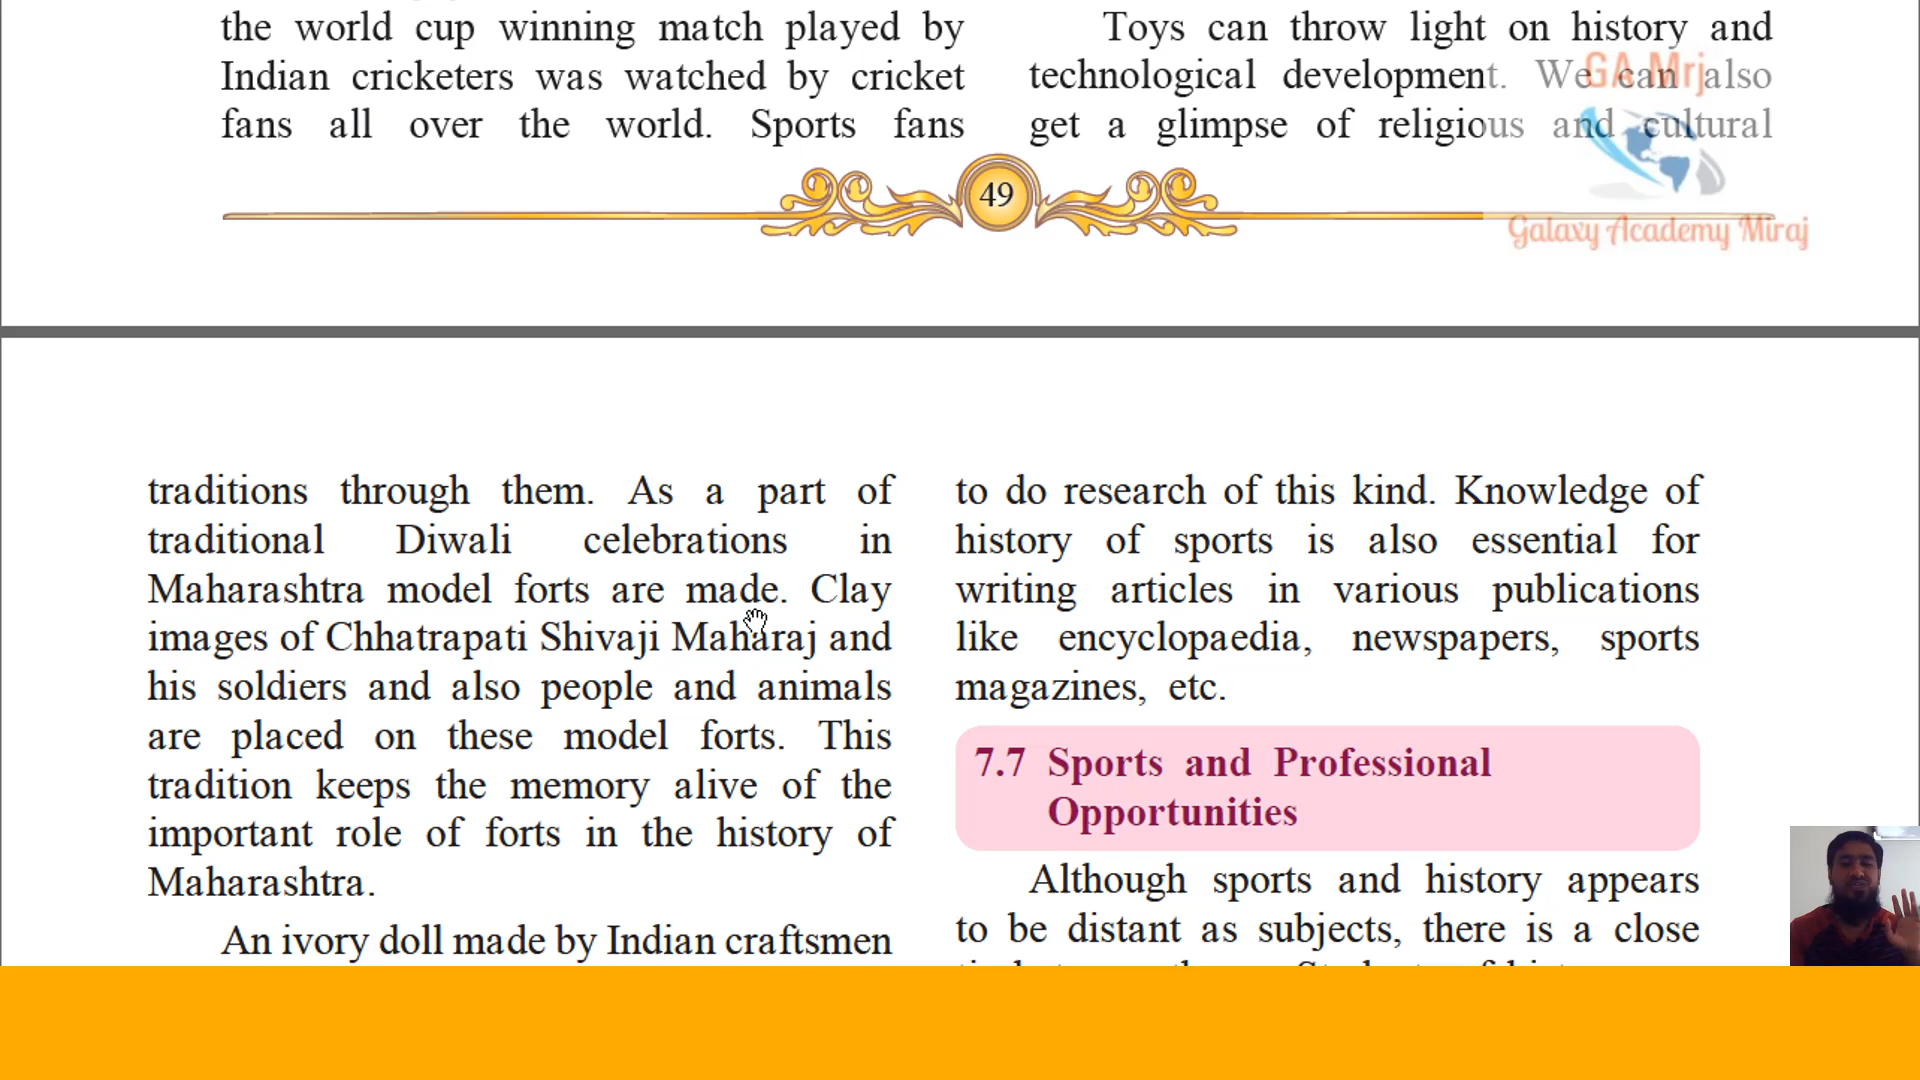 the world cup winning match played by
Indian cricketers was watched by cricket
fans all over the world. Sports fans
Toys can throw light on history and
technological development. We can also
get a glimpse of religious and cultural
GA Mrj
Galaxy Academy Miraj
49
traditions through them. As a part of
traditional Diwali celebrations in
Maharashtra model forts are made. Clay
images of Chhatrapati Shivaji Maharaj and
his soldiers and also people and animals
are placed on these model forts. This
tradition keeps the memory alive of the
important role of forts in the history of
Maharashtra.
An ivory doll made by Indian craftsmen
to do research of this kind. Knowledge of
history of sports is also essential for
writing articles in various publications
like encyclopaedia, newspapers, sports
magazines, etc.
7.7 Sports and Professional
Opportunities
Although sports and history appears
to be distant as subjects, there is a close